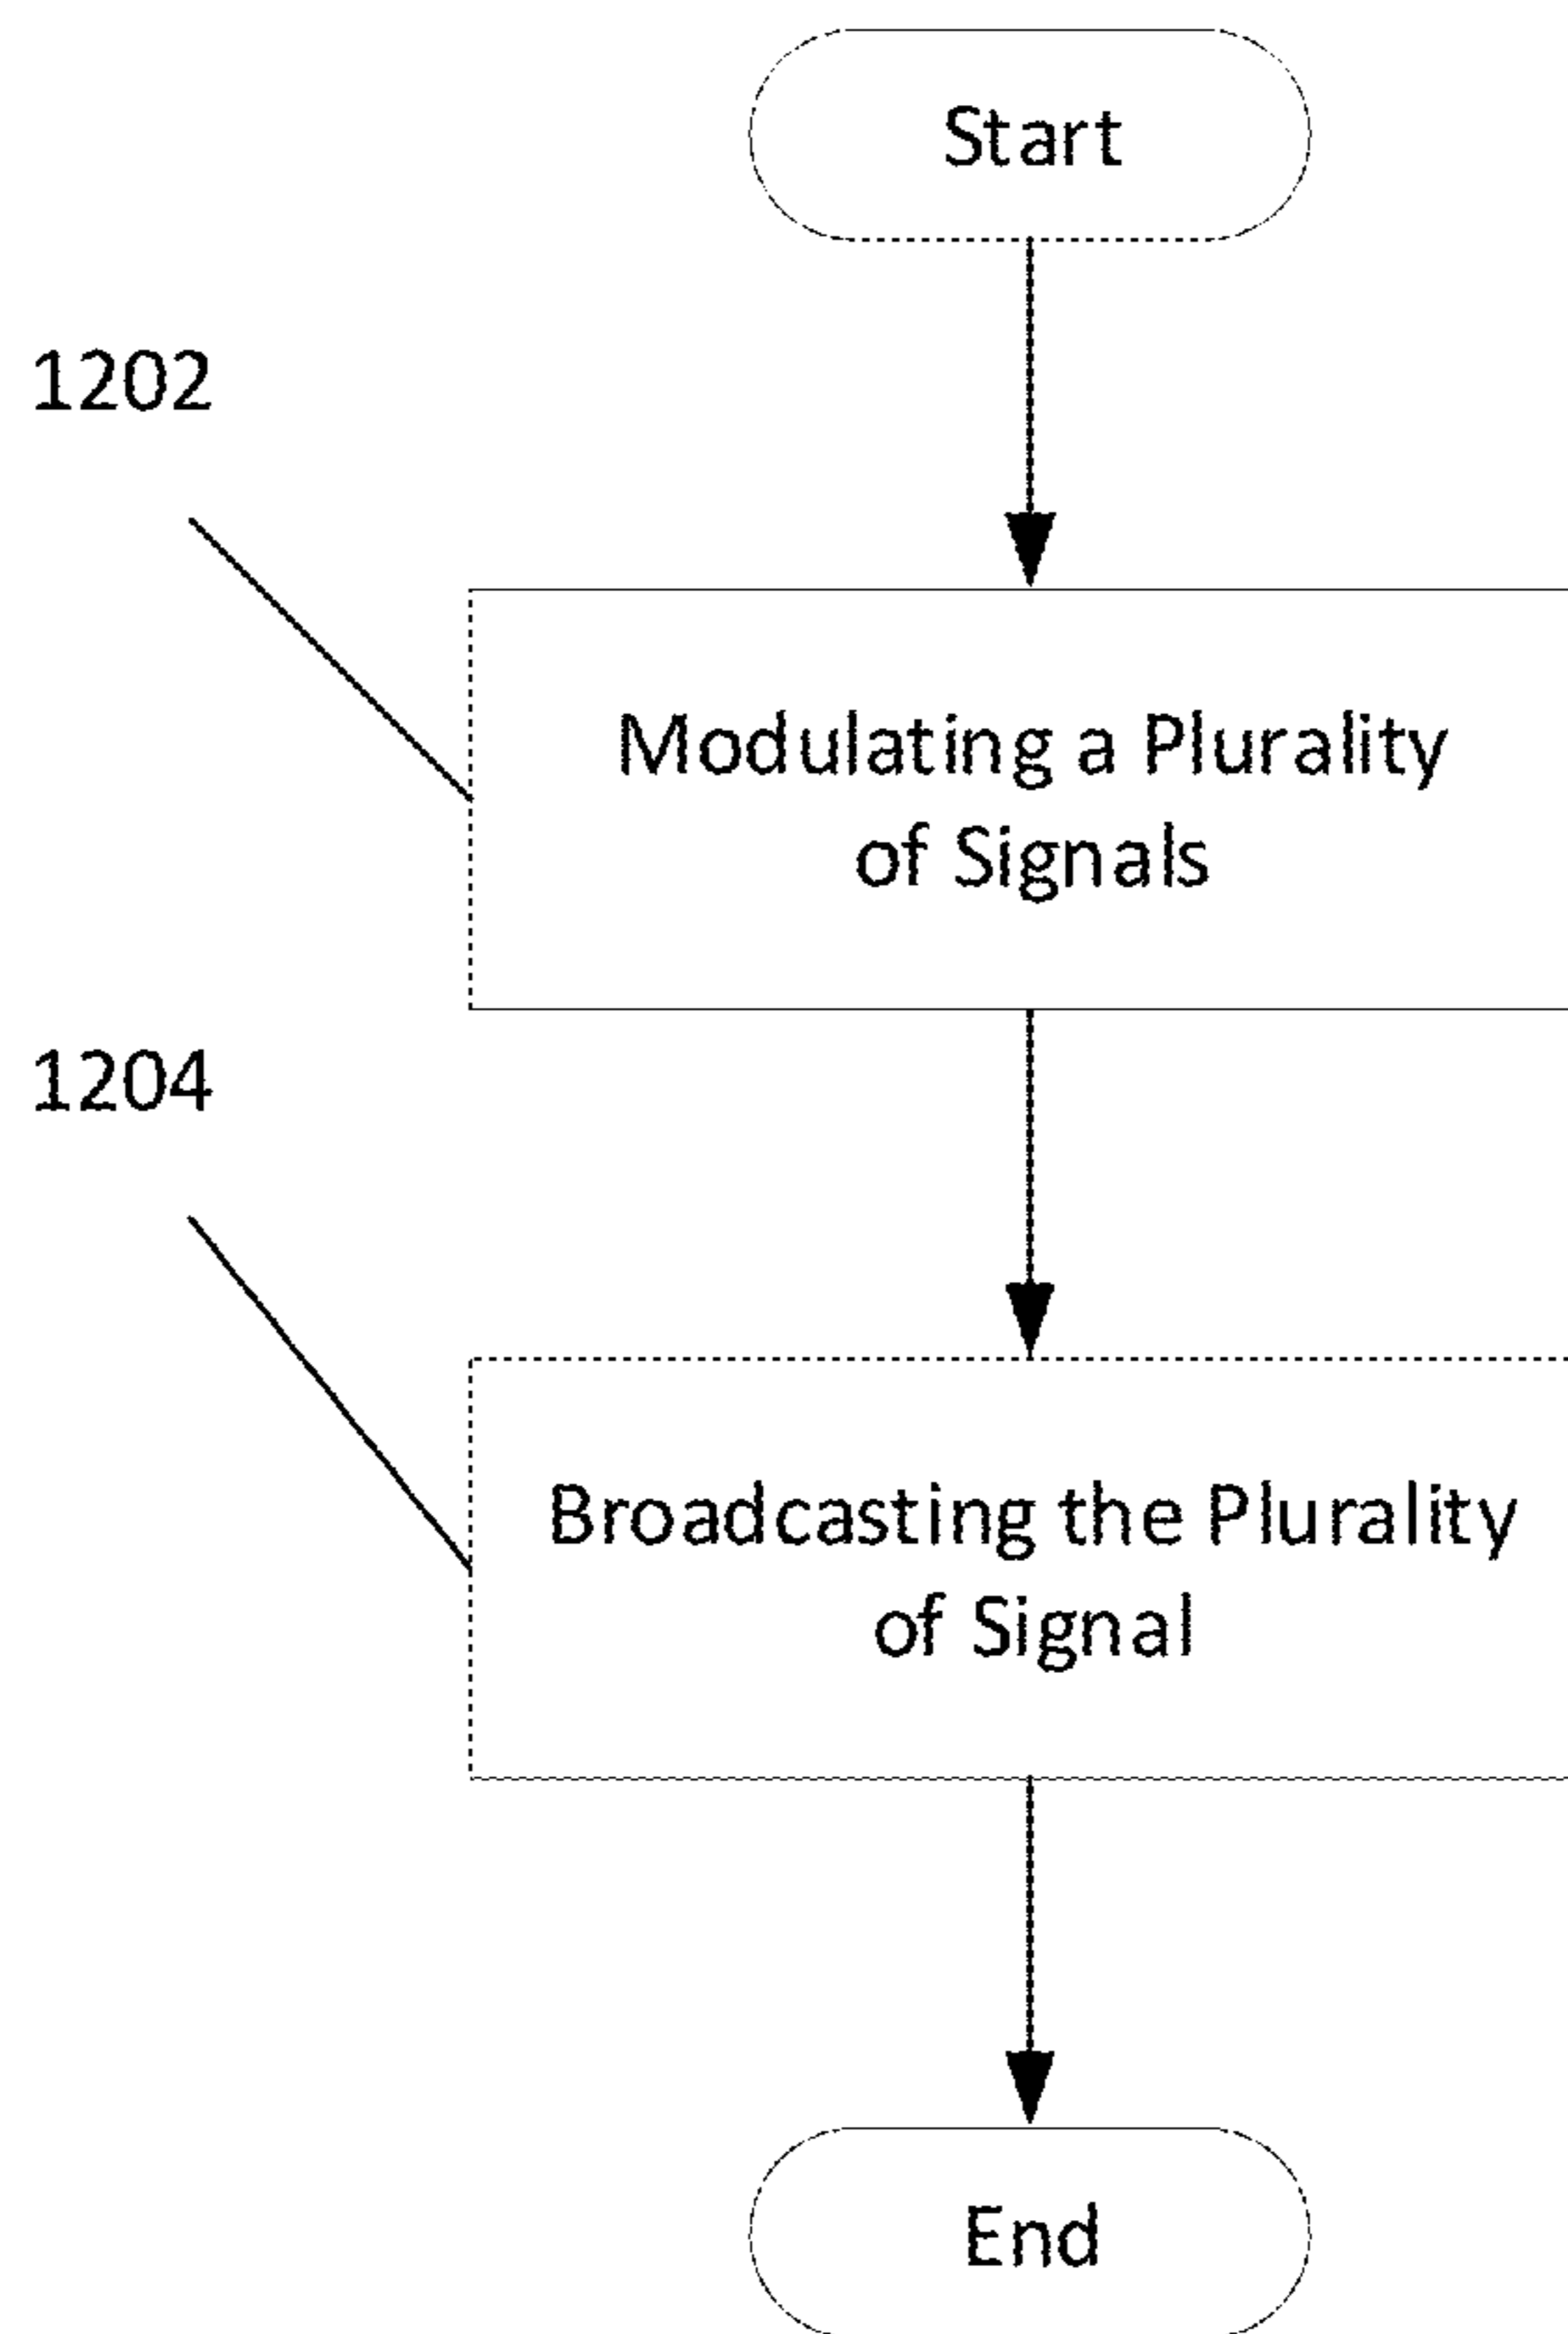 Start
1202
Modulating a Plurality
of Signals
1204
Broadcasting the Plurality
of Signal
End